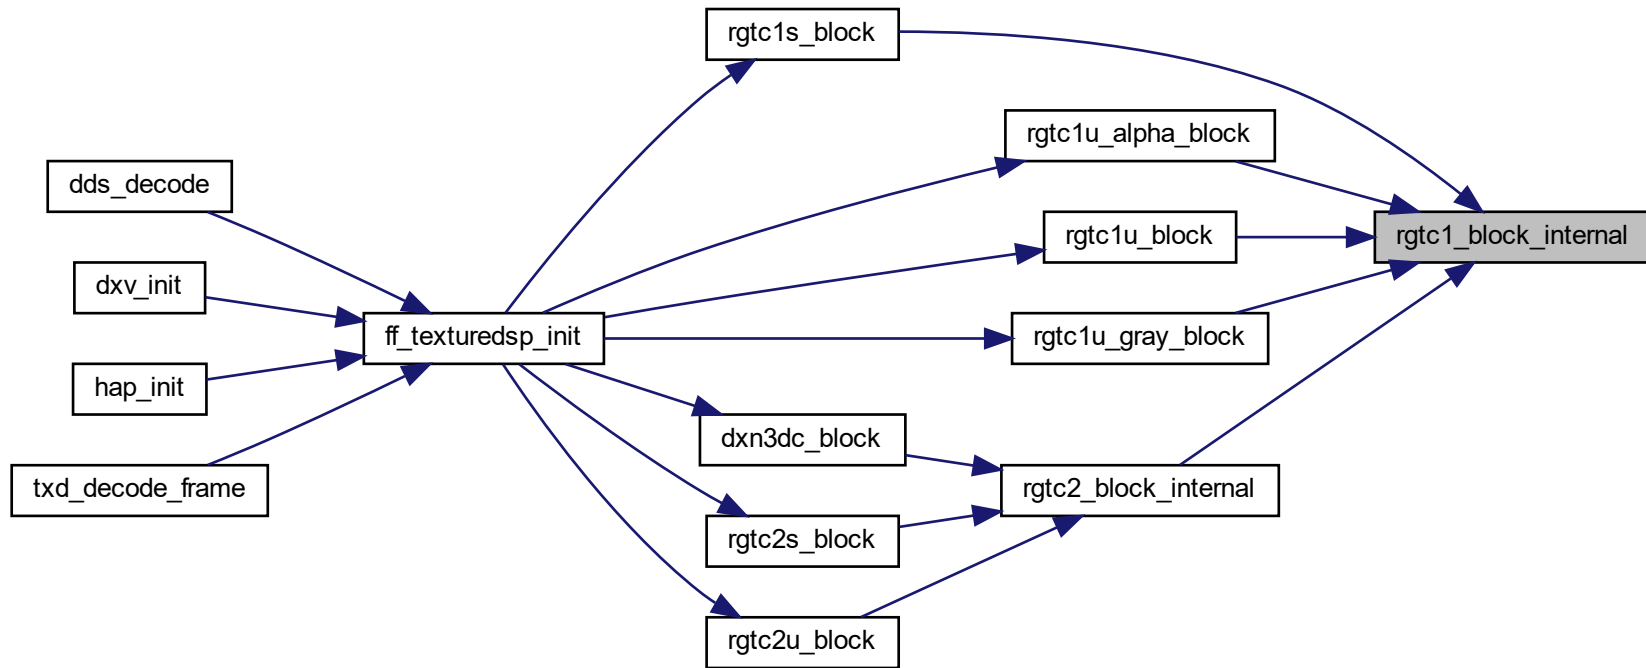 rgtc1s_block
rgtc1u_alpha_block
dds_decode
rgtc1u_block
rgtc1_block_internal
dxv_init
ff_texturedsp_init
rgtc1u_gray_block
hap_init
dxn3dc_block
txd_decode_frame
rgtc2_block_internal
rgtc2s_block
rgtc2u_block